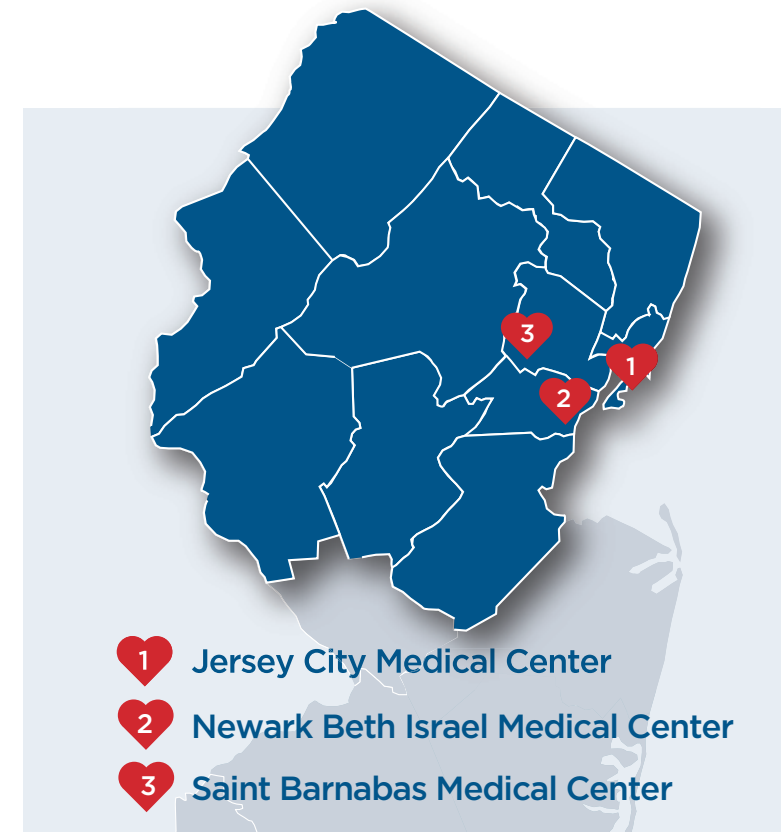 3
1
2
1 Jersey City Medical Center
2 Newark Beth Israel Medical Center
3 Saint Barnabas Medical Center